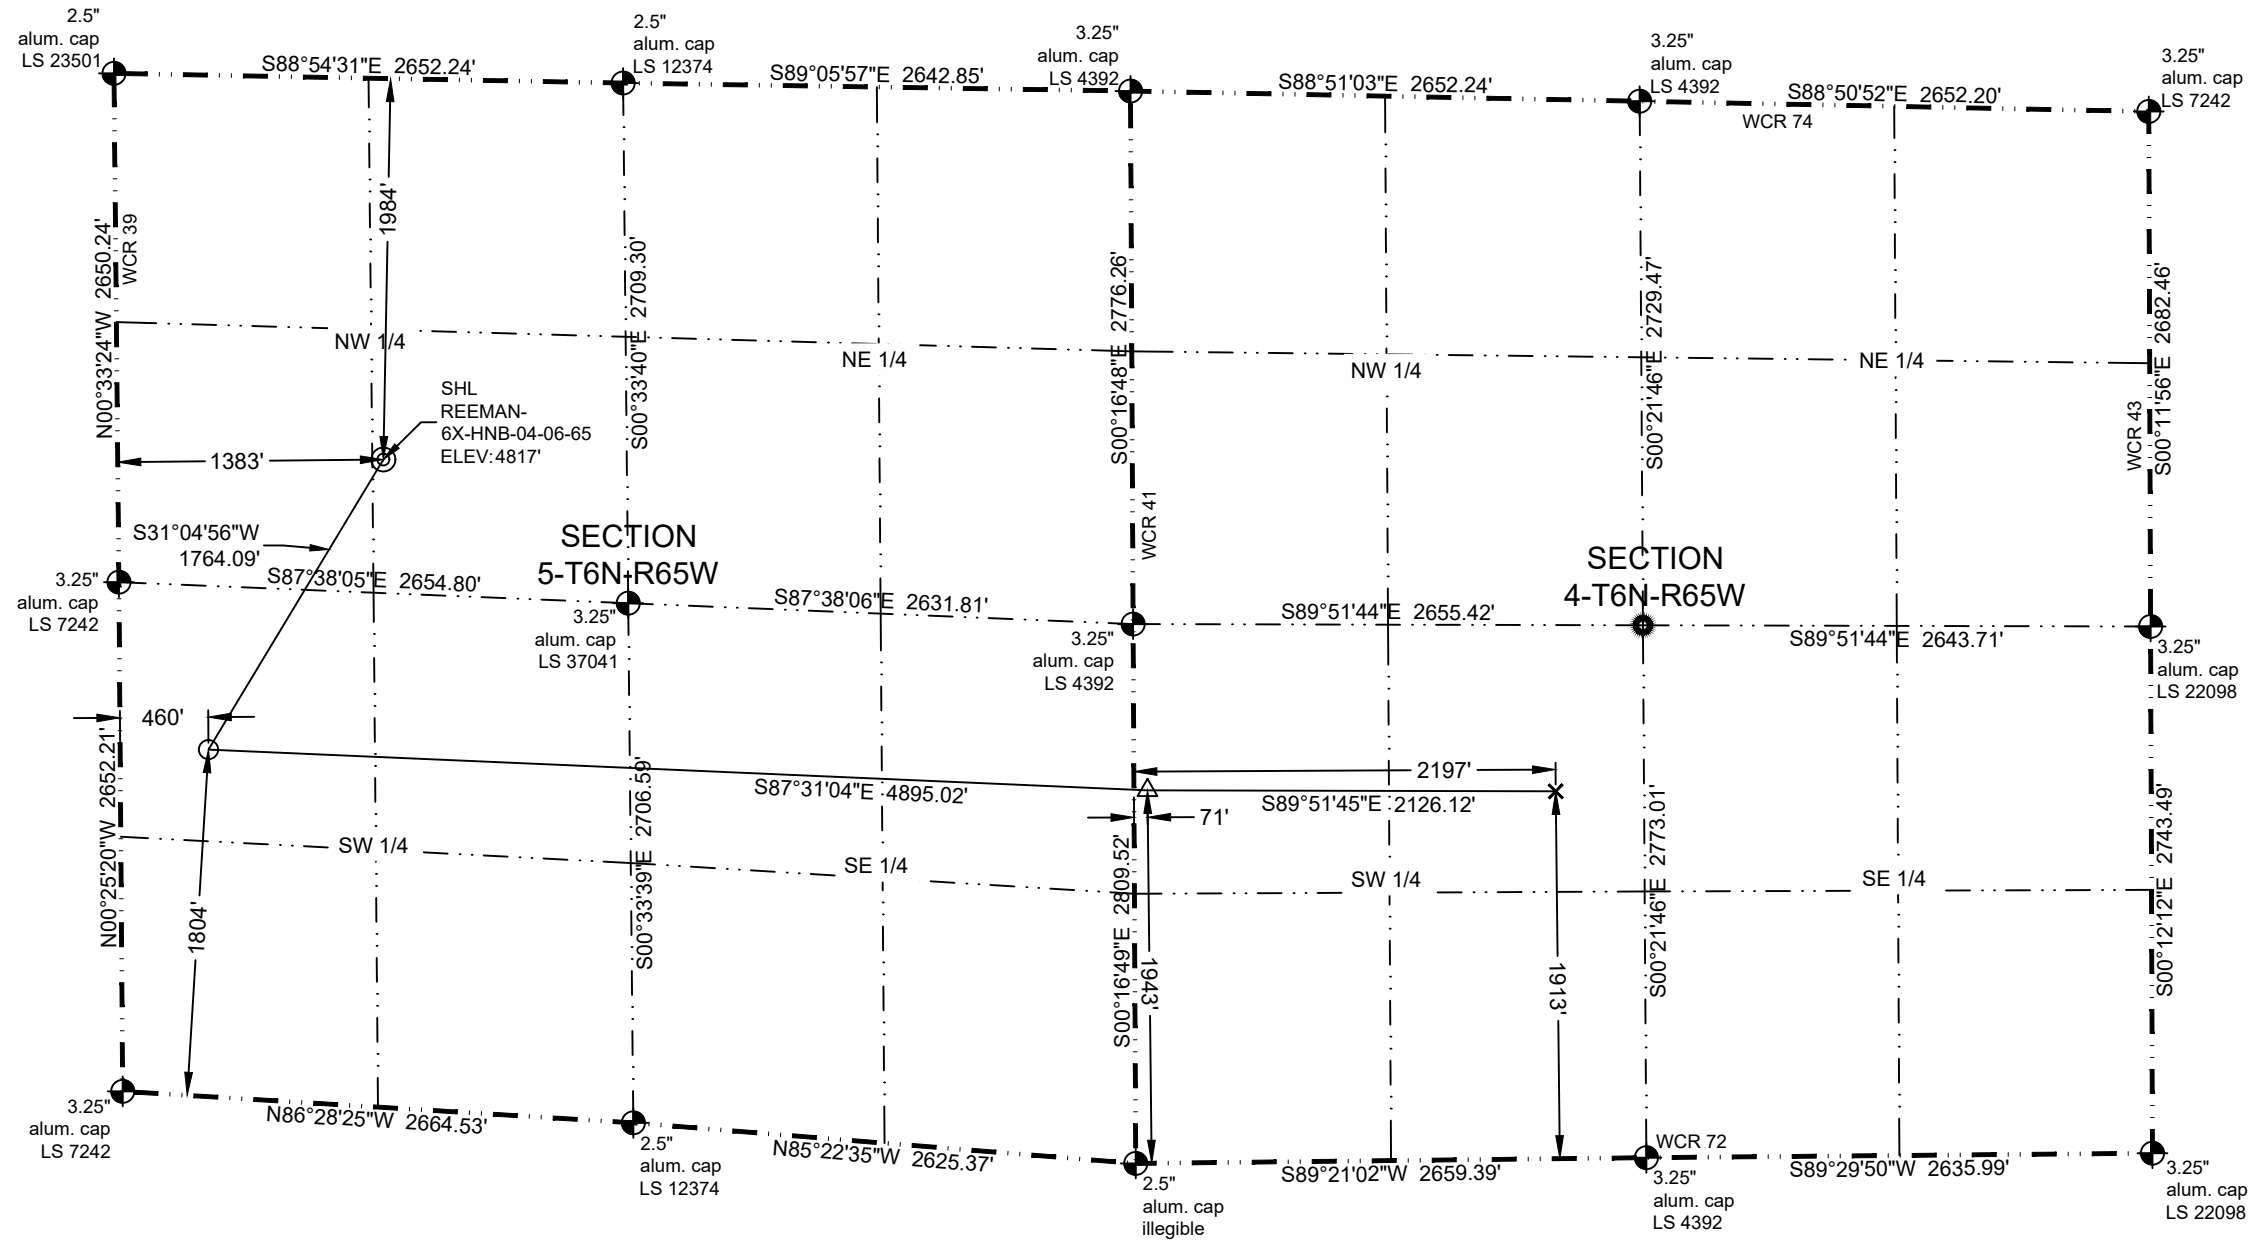 2.5"
alum. cap
LS 23501
S88°54'31"E 2652.24'
2.5"
alum. cap
LS 12374
S89°05'57"E 2642.85'
3.25"
alum. cap
LS 4392
S88°51'03"E 2652.24'
3.25"
alum. cap
LS 4392
S88°50'52"E 2652.20'
WCR 74
3.25"
alum. cap
LS 7242
N00°33'24"W 2650.24'
WCR 39
1984'
S00°33'40"E 2709.30'
S00°16'48"E 2776.26'
S00°21'46"E 2729.47'
S00°11'56"E 2682.46'
WCR 43
NW 1/4
NE 1/4
NW 1/4
NE 1/4
SHL
REEMAN-
6X-HNB-04-06-65
ELEV:4817'
1383'
S31°04'56"W
1764.09'
SECTION
5-T6N-R65W
WCR 41
SECTION
4-T6N-R65W
3.25"
alum. cap
LS 7242
S87°38'05"E 2654.80'
3.25"
alum. cap
LS 37041
S87°38'06"E 2631.81'
3.25"
alum. cap
LS 4392
S89°51'44"E 2655.42'
S89°51'44"E 2643.71'
3.25"
alum. cap
LS 22098
460'
N00°25'20"W 2652.21'
1804'
S87°31'04"E 4895.02'
2197'
S89°51'45"E 2126.12'
71'
S00°33'39"E 2706.59'
S00°16'49"E 2809.52'
1943'
1913'
S00°21'46"E 2773.01'
S00°12'12"E 2743.49'
SW 1/4
SE 1/4
SW 1/4
SE 1/4
3.25"
alum. cap
LS 7242
N86°28'25"W 2664.53'
2.5"
alum. cap
LS 12374
N85°22'35"W 2625.37'
2.5"
alum. cap
illegible
S89°21'02"W 2659.39'
WCR 72
3.25"
alum. cap
LS 4392
S89°29'50"W 2635.99'
3.25"
alum. cap
LS 22098